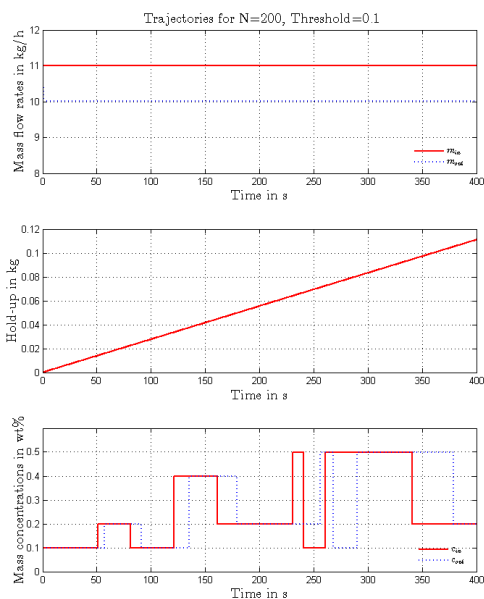 Trajectories for N=200, Threshold=0.1
Mass flow rates in kg/h
12
11
10
9
8
0 50 100 150 200 250 300 350 400
Time in s
m_in
m_out
Hold-up in kg
0.12
0.1
0.08
0.06
0.04
0.02
0
0 50 100 150 200 250 300 350 400
Time in s
Mass concentrations in wt%
0.5
0.4
0.3
0.2
0.1
0
0 50 100 150 200 250 300 350 400
Time in s
c_in
c_out